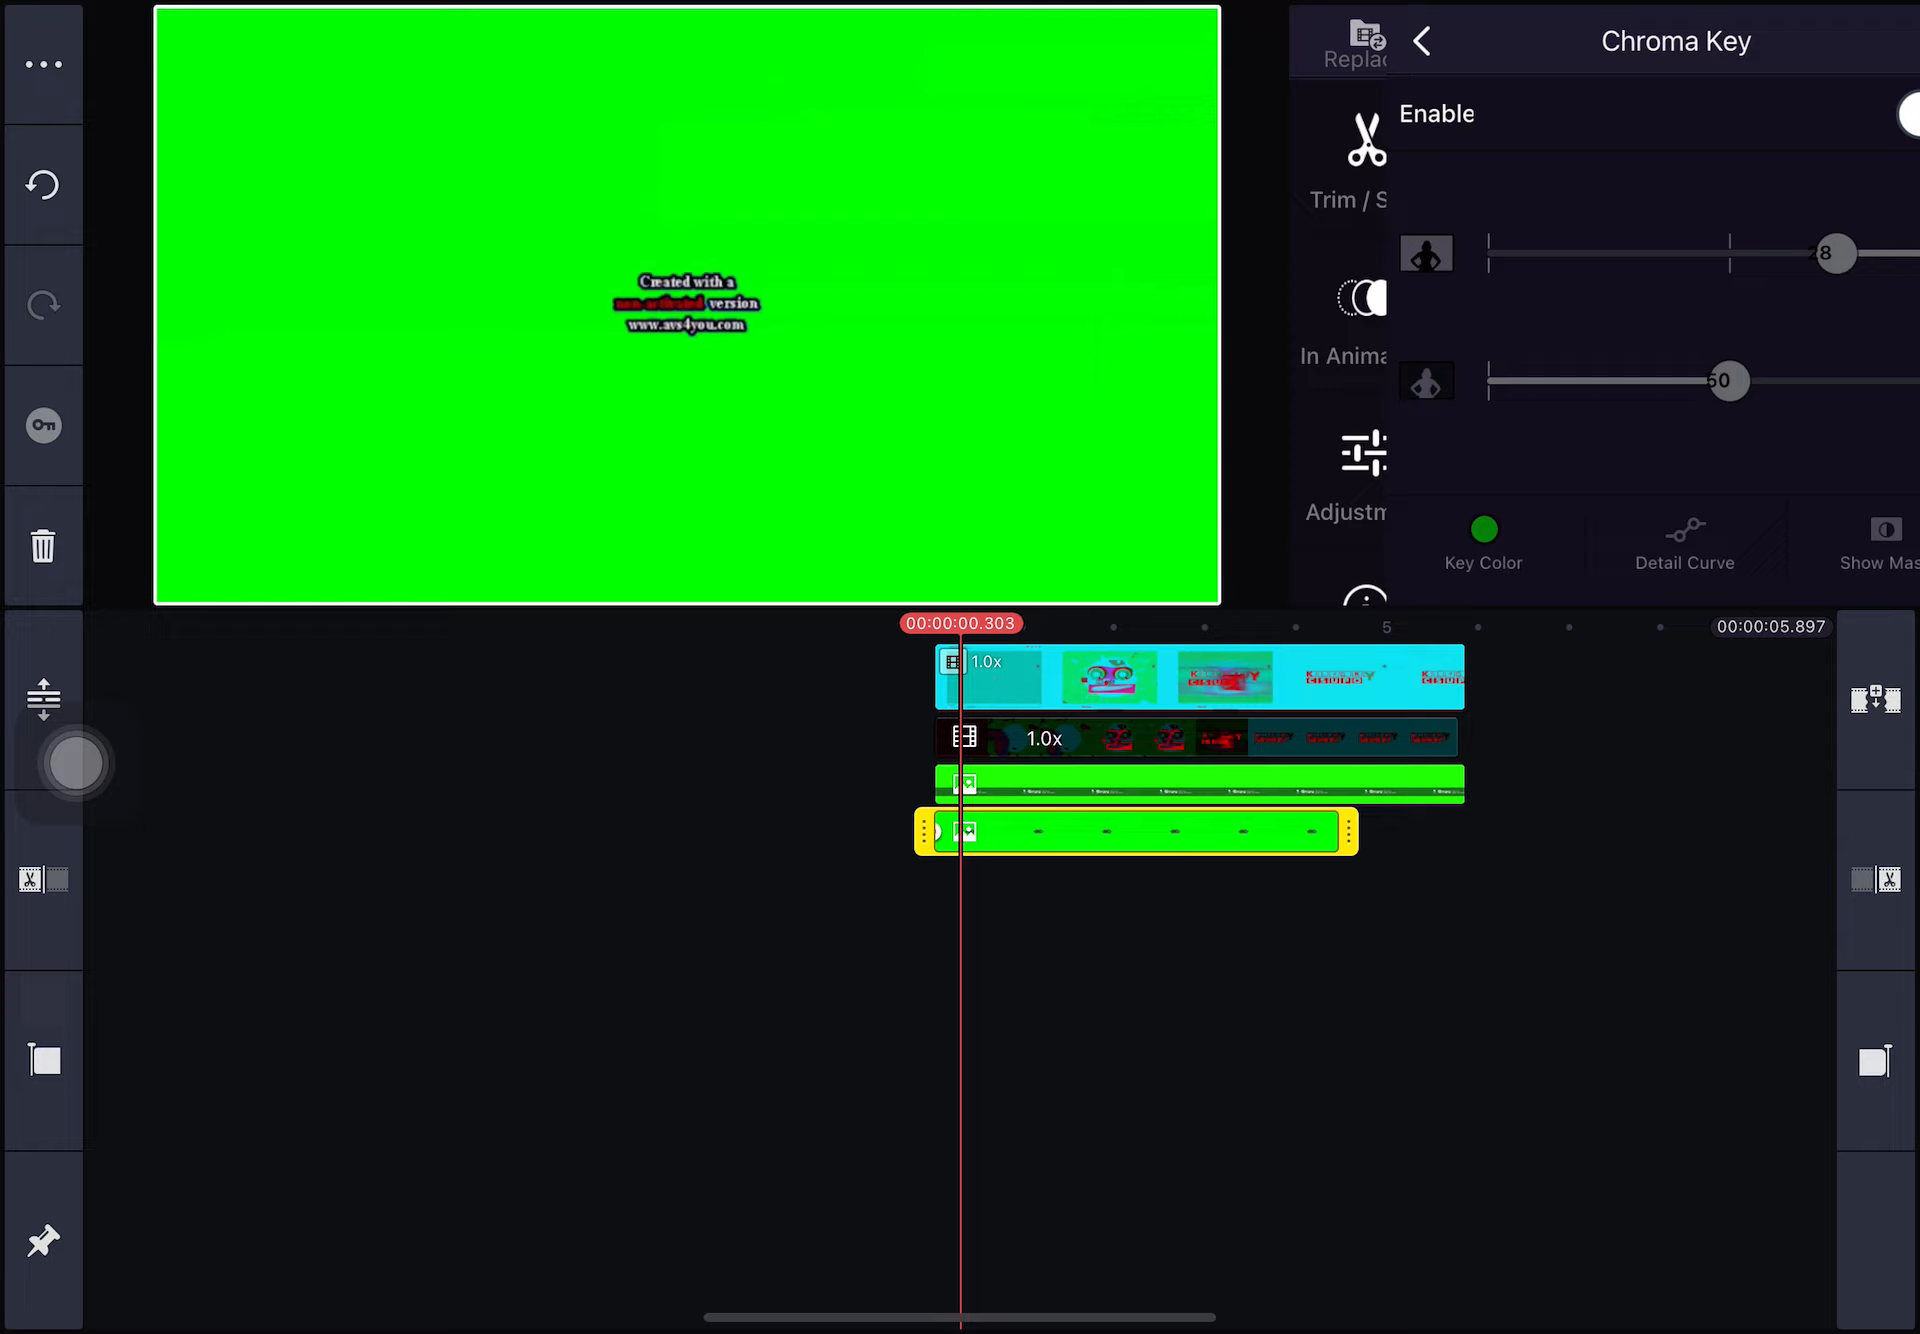 Replac
Chroma Key
Enable
Trim / S
28
In Anima
50
Adjustm
Key Color
Detail Curve
Show Mas
Created with a
non-activated version
www.avs4you.com
00:00:00.303
5
00:00:05.897
1.0x
1.0x